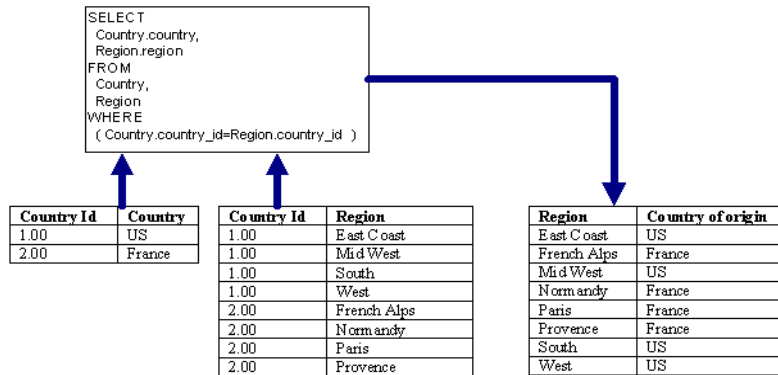 SELECT
Country.country,
Region.region
FROM
Country,
Region
WHERE
( Country.country_id=Region.country_id )
Country Id Country
1.00 US
2.00 France
Country Id Region
1.00 East Coast
1.00 Mid West
1.00 South
1.00 West
2.00 French Alps
2.00 Normandy
2.00 Paris
2.00 Provence
Region Country of origin
East Coast US
French Alps France
Mid West US
Normandy France
Paris France
Provence France
South US
West US